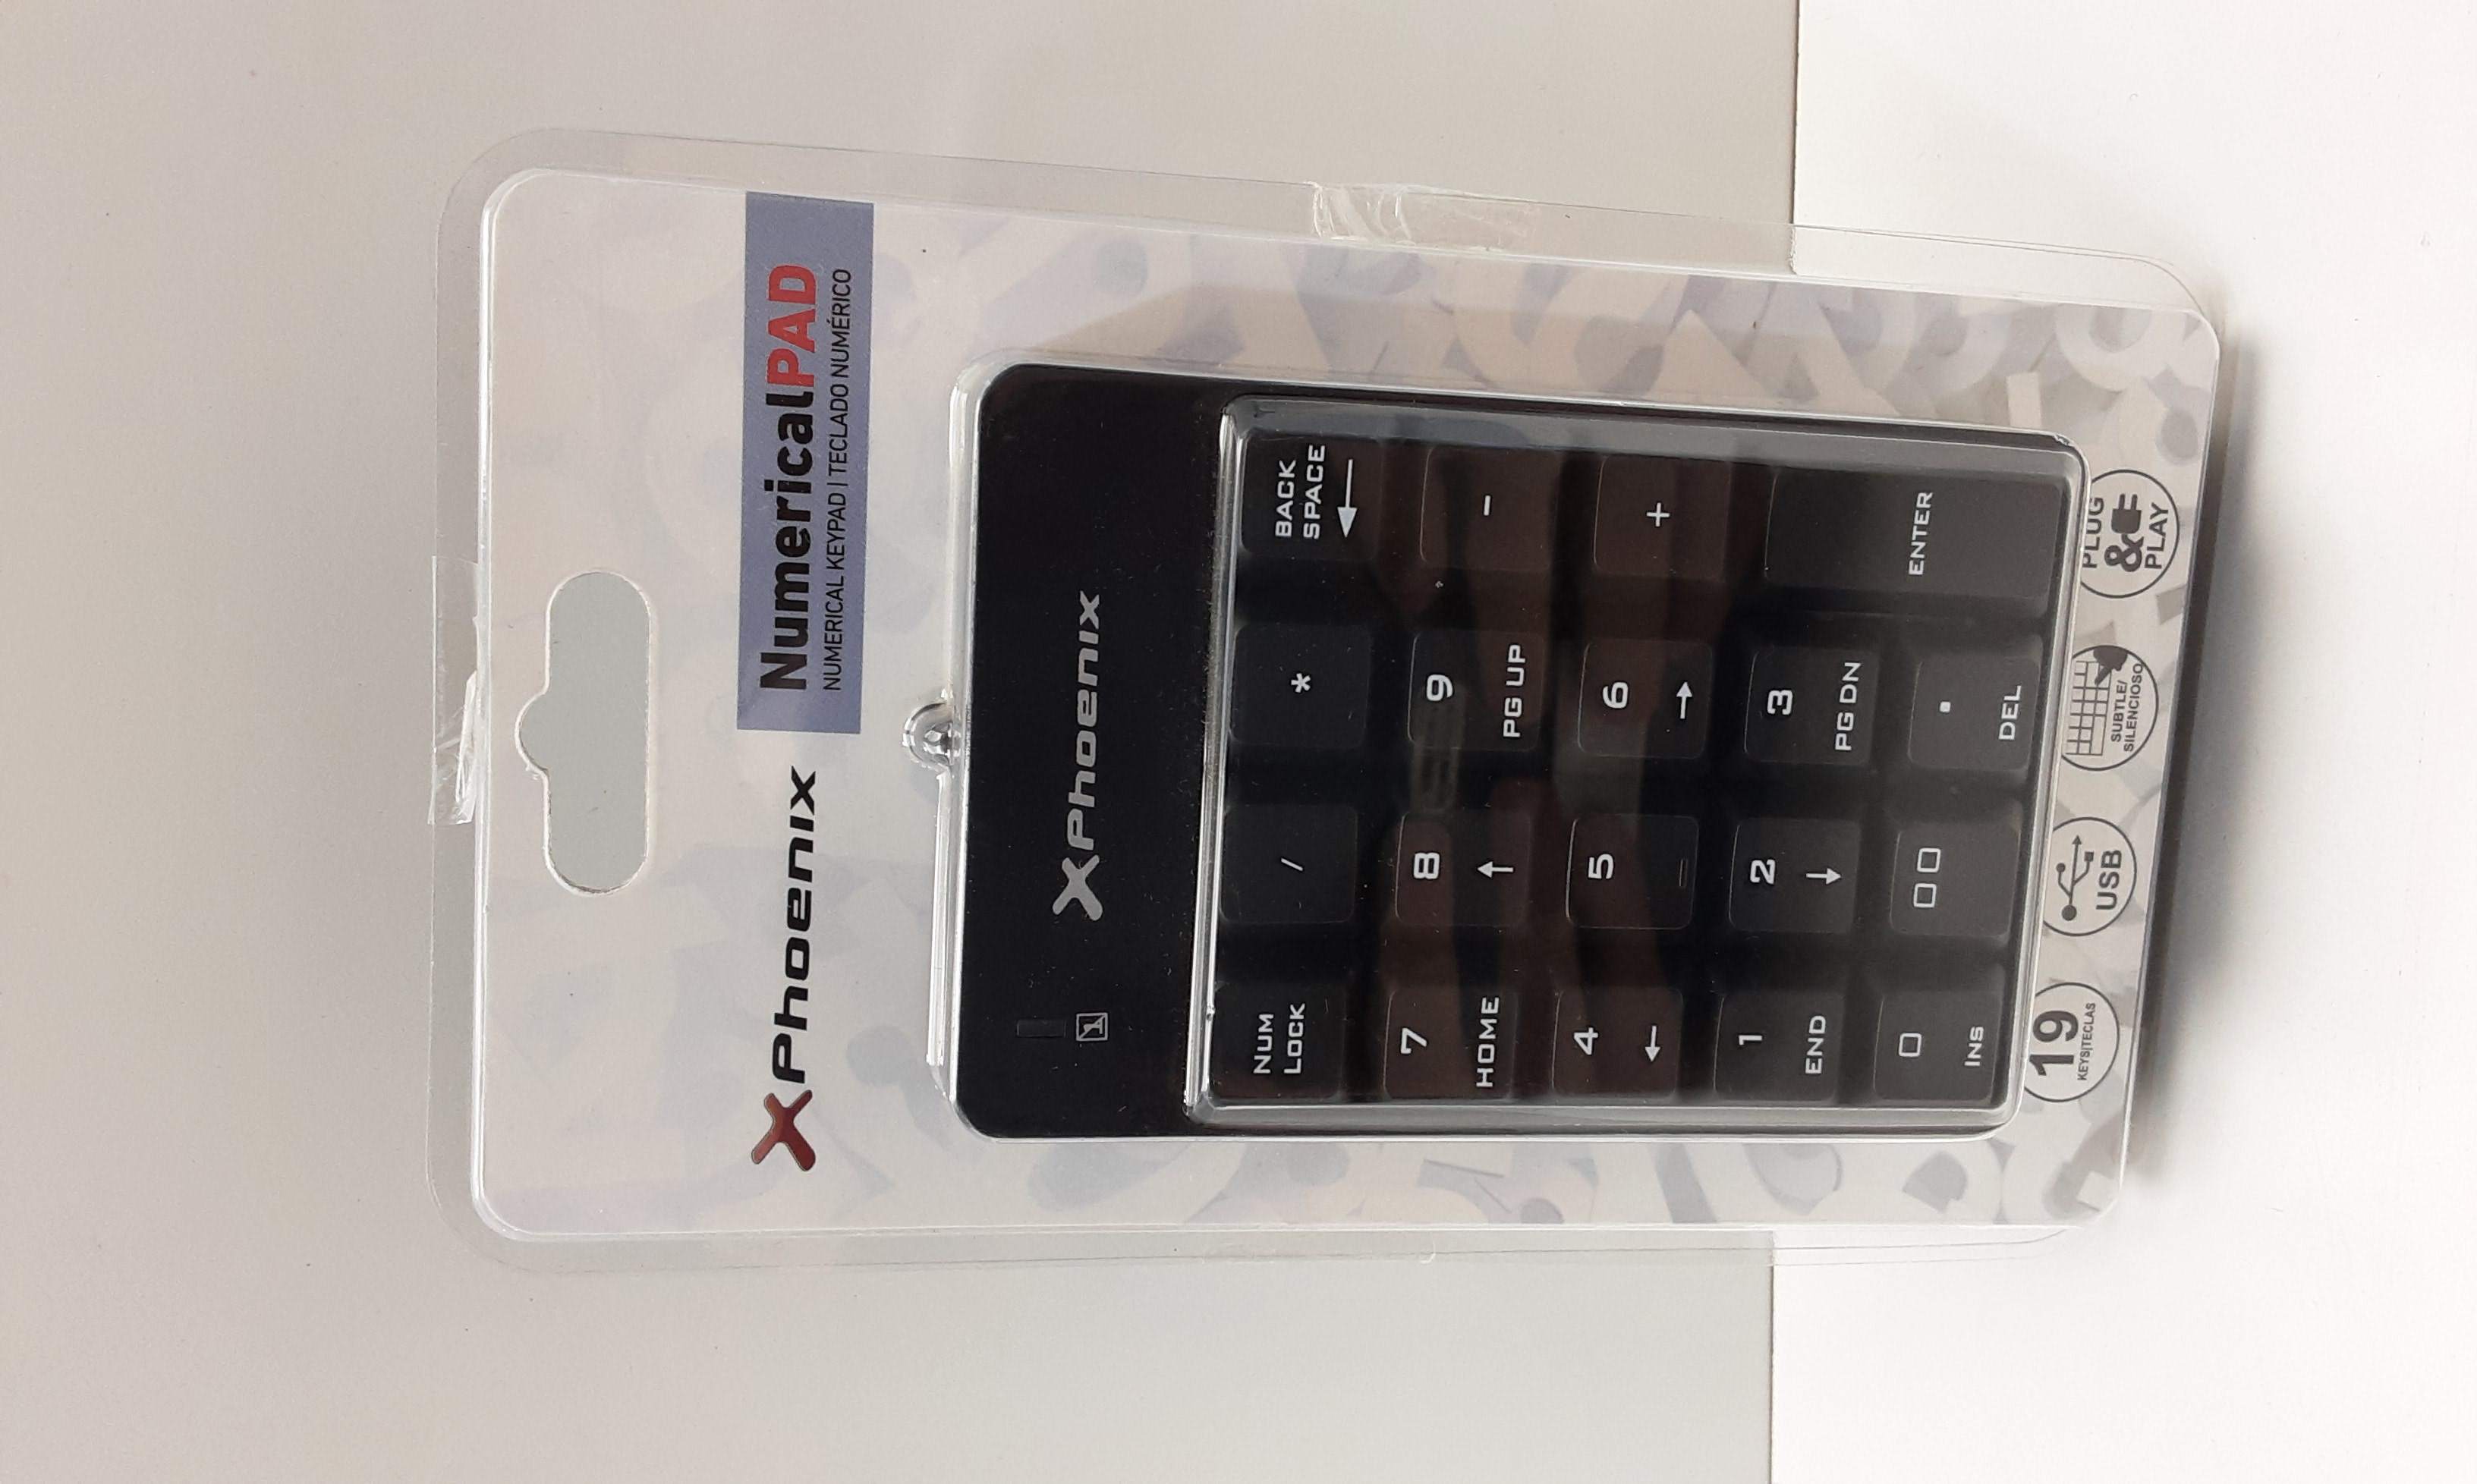 Phoenix
NumericalPAD
NUMERICAL KEYPAD | TECLADO NUMÉRICO
Phoenix
1
NUM
LOCK
/
*
BACK
SPACE
7
HOME
8
↑
9
PG UP
-
4
←
5
6
→
+
1
END
2
↓
3
PG DN
ENTER
0
INS
00
.
DEL
19
KEYS|TECLAS
USB
SUBTLE/
SILENCIOSO
PLUG
&
PLAY